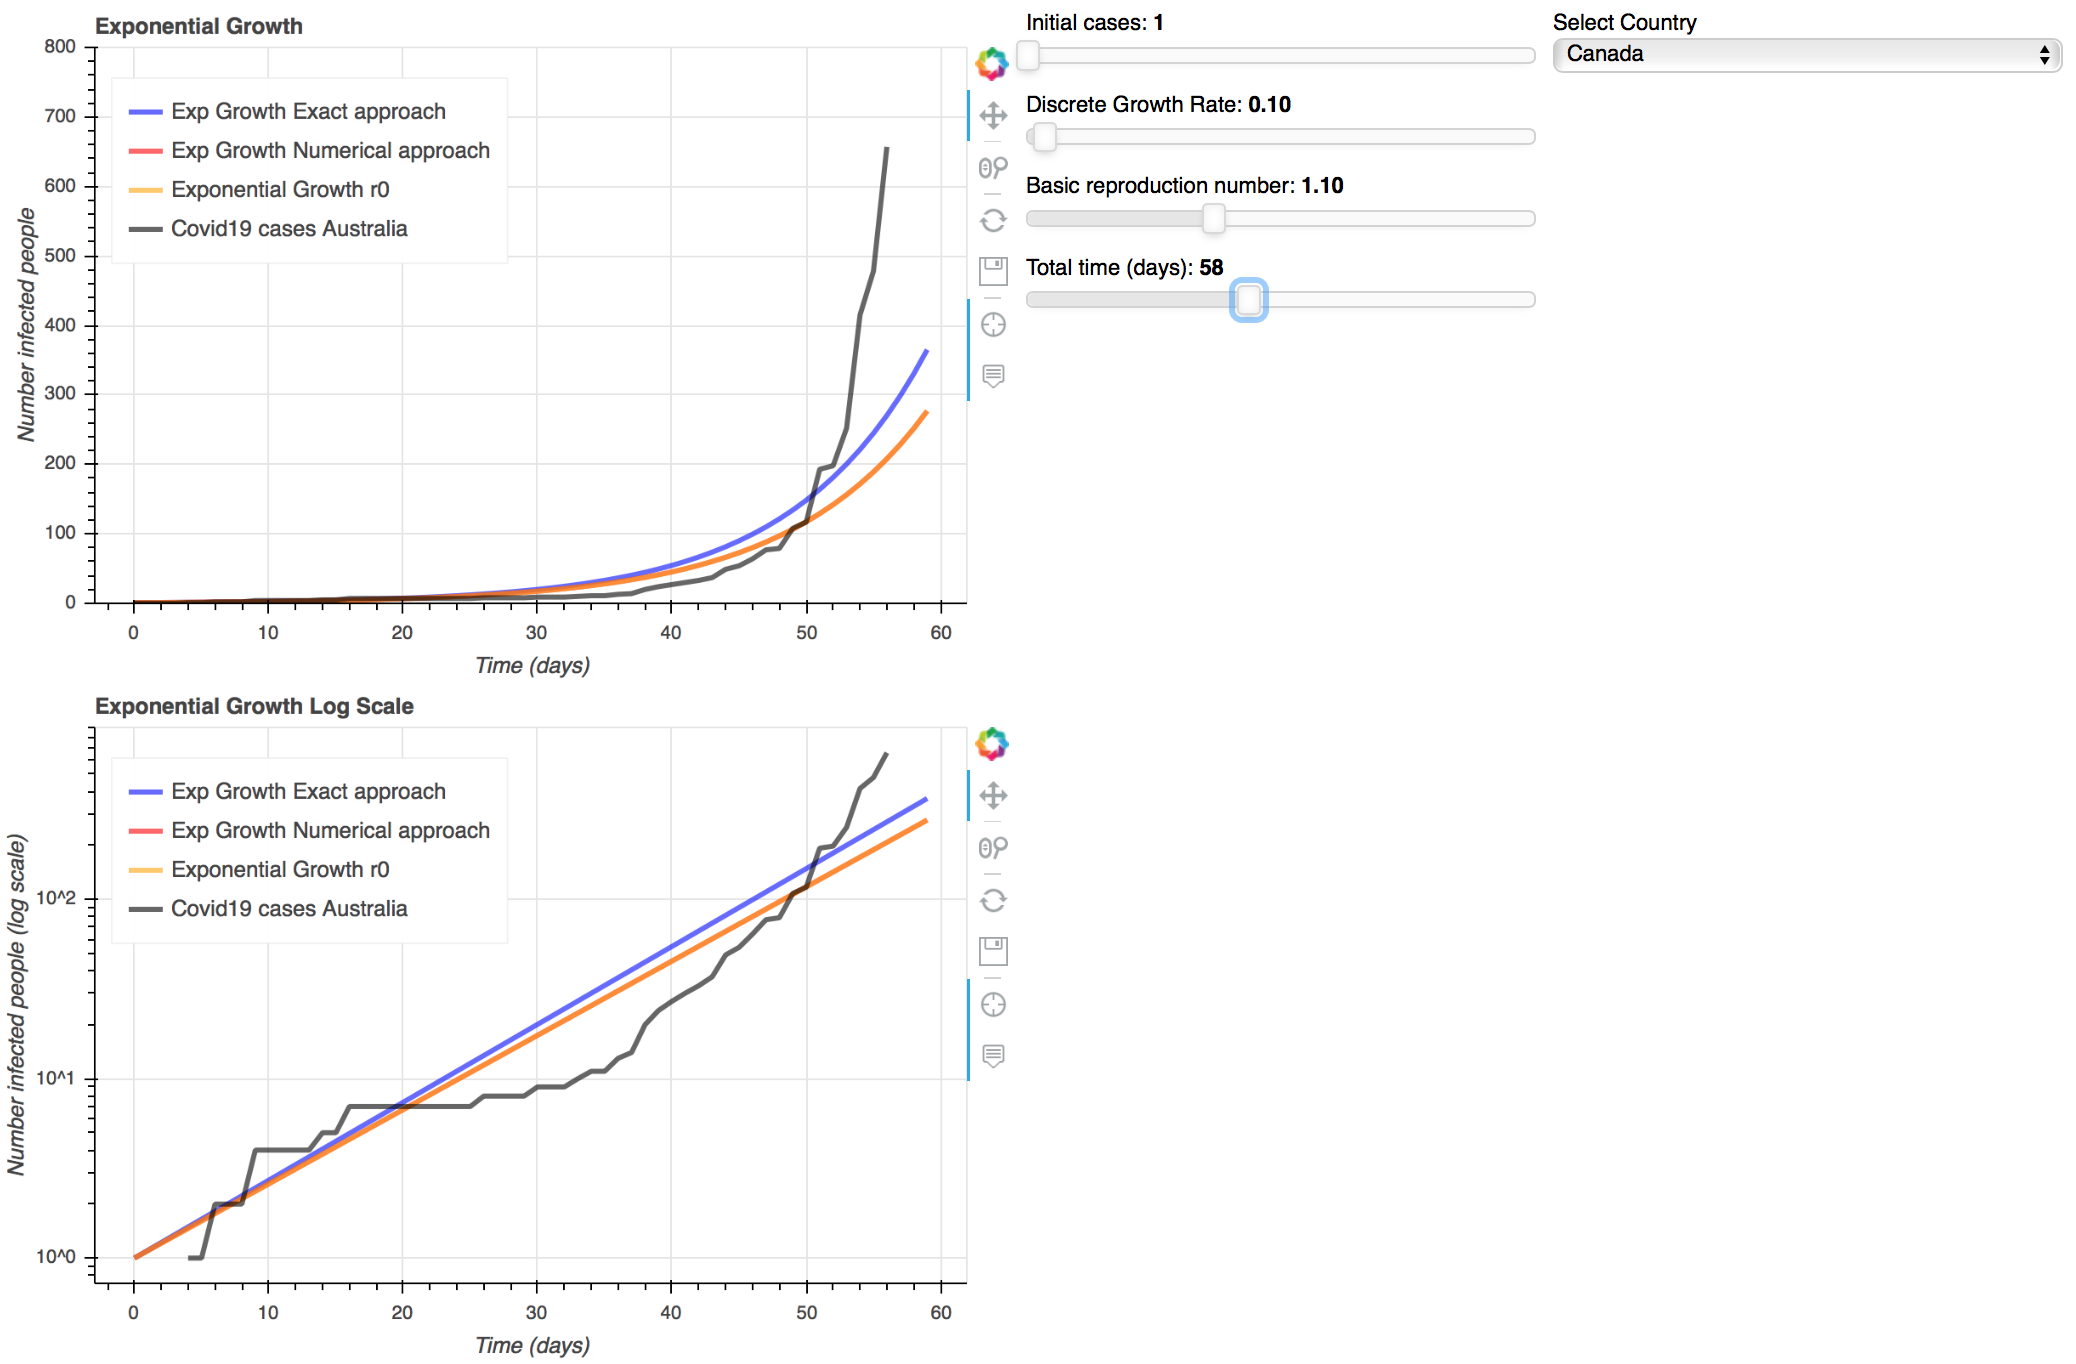 Exponential Growth
800
700
600
500
400
300
200
100
0
Number infected people
Exp Growth Exact approach
Exp Growth Numerical approach
Exponential Growth r0
Covid19 cases Australia
0 10 20 30 40 50 60
Time (days)
Initial cases: 1
Discrete Growth Rate: 0.10
Basic reproduction number: 1.10
Total time (days): 58
Select Country
Canada
Exponential Growth Log Scale
10^2
10^1
10^0
Number infected people (log scale)
Exp Growth Exact approach
Exp Growth Numerical approach
Exponential Growth r0
Covid19 cases Australia
0 10 20 30 40 50 60
Time (days)